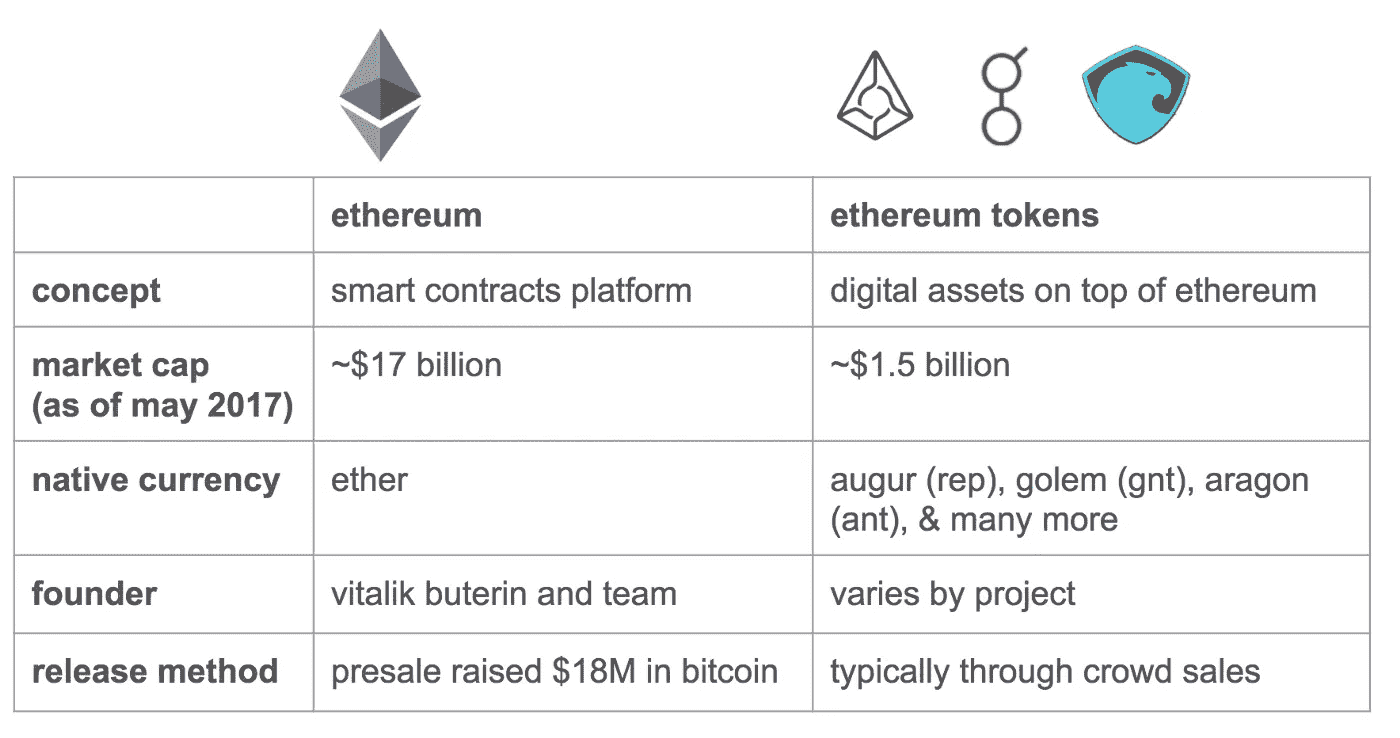 ethereum
ethereum tokens
concept
smart contracts platform
digital assets on top of ethereum
market cap
(as of may 2017)
~$17 billion
~$1.5 billion
native currency
ether
augur (rep), golem (gnt), aragon
(ant), & many more
founder
vitalik buterin and team
varies by project
release method
presale raised $18M in bitcoin
typically through crowd sales